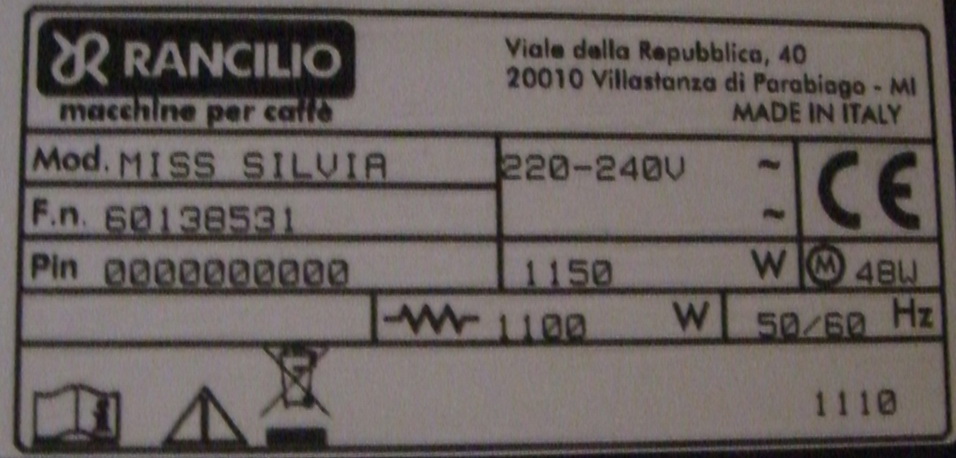 RANCILIO
macchine per caffè
Viale della Repubblica, 40
20010 Villastanza di Parabiago - MI
MADE IN ITALY
Mod. MISS SILVIA
220-240V ~
~
CE
F.n. 60138531
Pin 0000000000
1150 W
M 48W
1100 W
50/60 Hz
1110